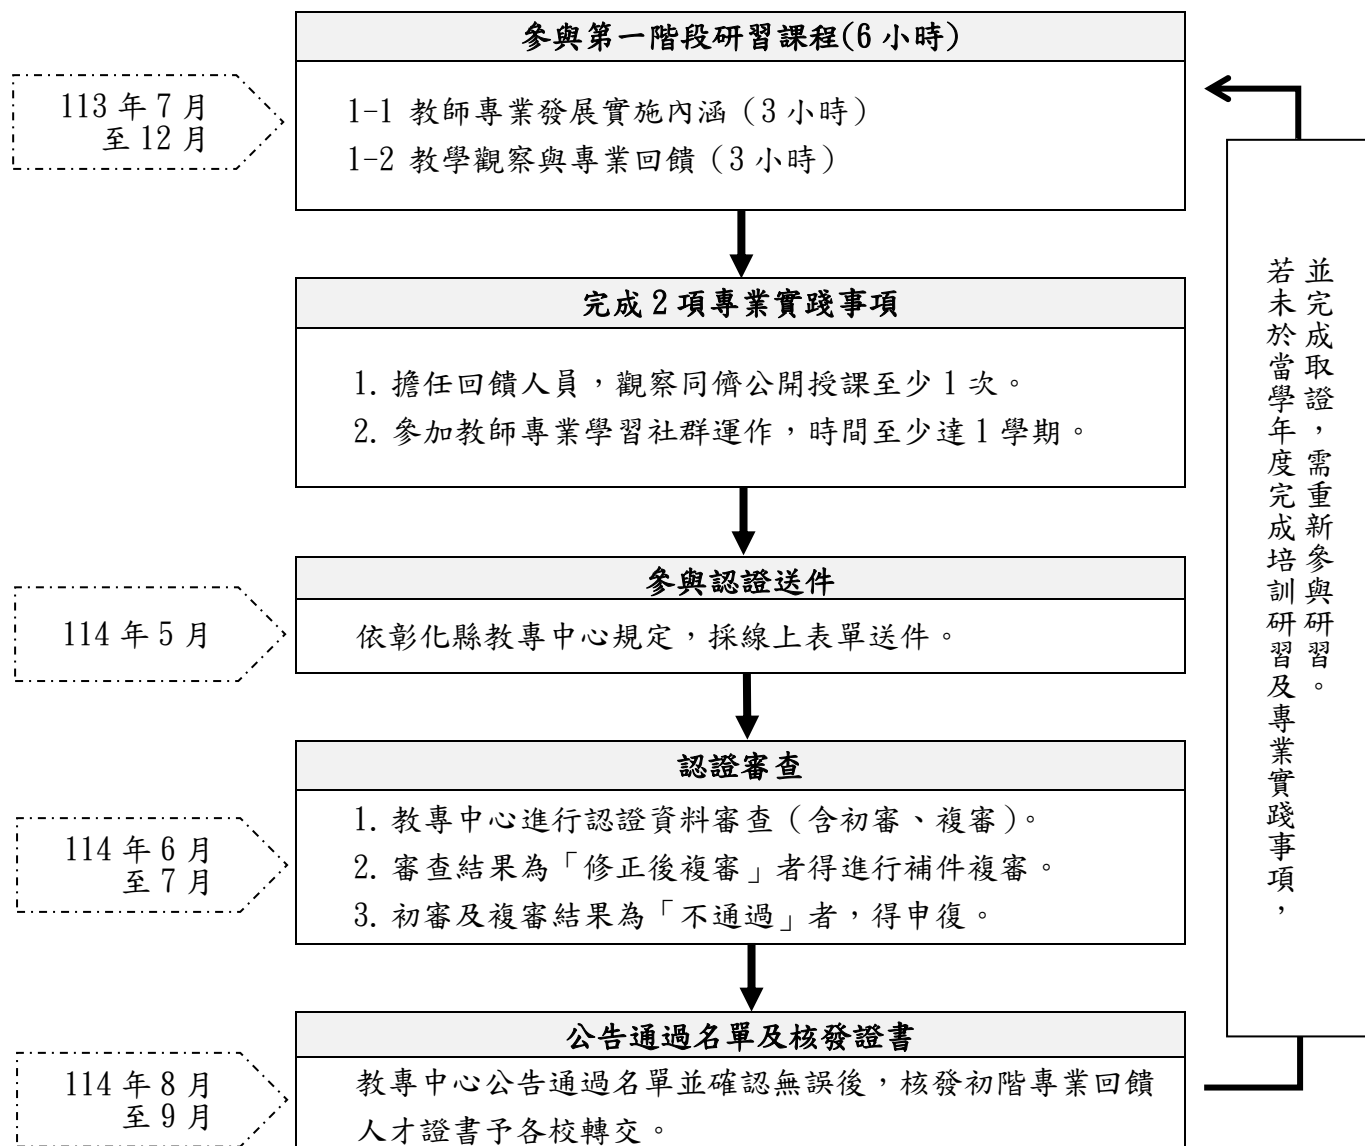 參與第一階段研習課程(6 小時)
113 年 7 月
至 12 月
1-1 教師專業發展實施內涵（3 小時）
1-2 教學觀察與專業回饋（3 小時）
完成 2 項專業實踐事項
1. 擔任回饋人員，觀察同儕公開授課至少 1 次。
2. 參加教師專業學習社群運作，時間至少達 1 學期。
參與認證送件
114 年 5 月
依彰化縣教專中心規定，採線上表單送件。
認證審查
114 年 6 月
至 7 月
1. 教專中心進行認證資料審查（含初審、複審）。
2. 審查結果為「修正後複審」者得進行補件複審。
3. 初審及複審結果為「不通過」者，得申復。
公告通過名單及核發證書
114 年 8 月
至 9 月
教專中心公告通過名單並確認無誤後，核發初階專業回饋
人才證書予各校轉交。
若未於當學年度完成培訓研習及專業實踐事項，
並完成取證，需重新參與研習。